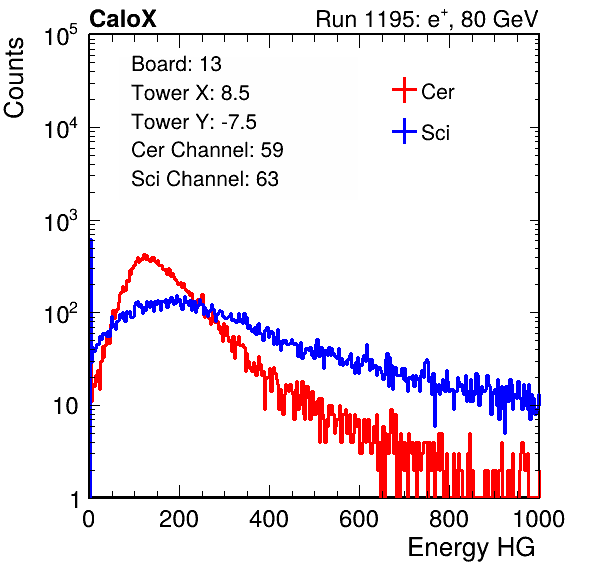 CaloX Run 1195: e⁺, 80 GeV
Counts
10⁵
10⁴
10³
10²
10
1
Board: 13
Tower X: 8.5
Tower Y: -7.5
Cer Channel: 59
Sci Channel: 63
Cer
Sci
0 200 400 600 800 1000
Energy HG